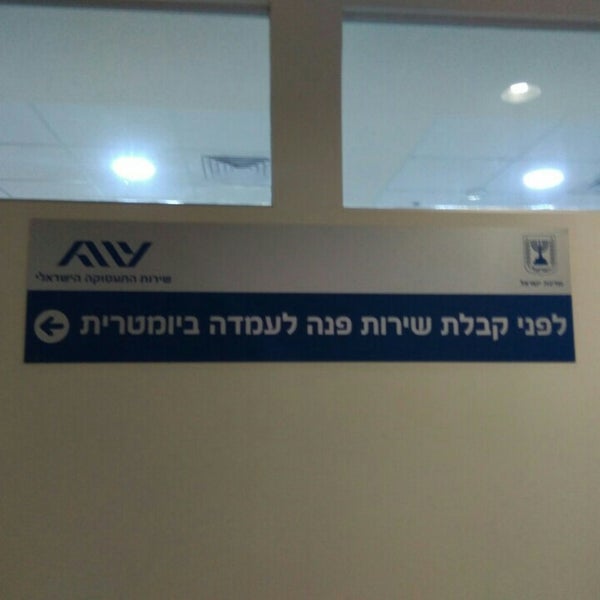 שירות התעסוקה הישראלי
מדינת ישראל
לפני קבלת שירות פנה לעמדה ביומטרית